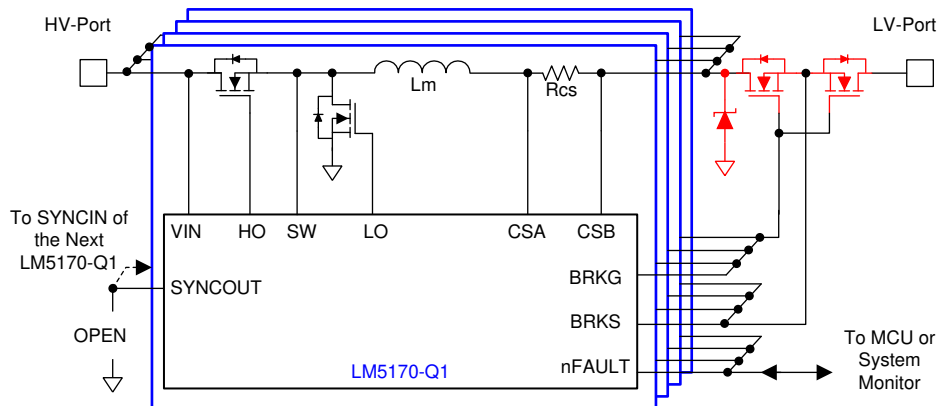 HV-Port
LV-Port
Lm
Rcs
To SYNCIN of
the Next
LM5170-Q1
VIN
HO
SW
LO
CSA
CSB
SYNCOUT
BRKG
OPEN
BRKS
nFAULT
LM5170-Q1
To MCU or
System
Monitor